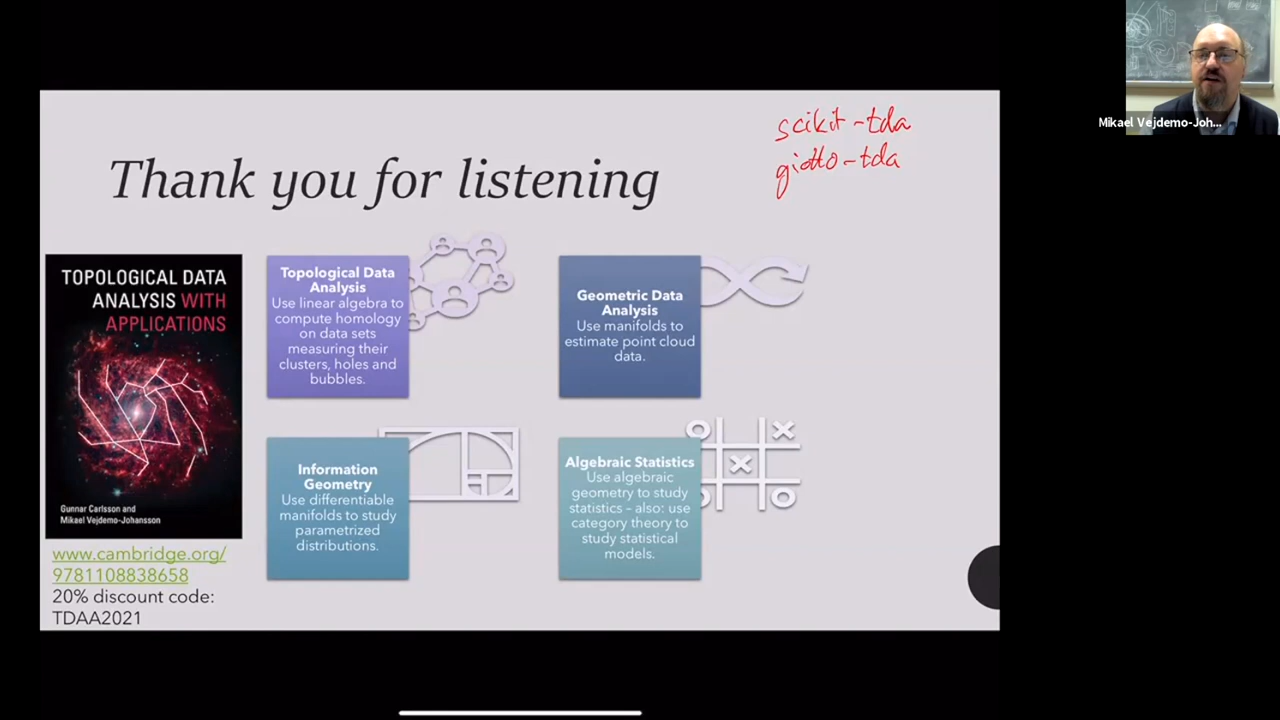 Mikael Vejdemo-Joh...
scikit-tda
giotto-tda
Thank you for listening
TOPOLOGICAL DATA
ANALYSIS WITH
APPLICATIONS
Gunnar Carlsson and
Mikael Vejdemo-Johansson
www.cambridge.org/
9781108838658
20% discount code:
TDAA2021
Topological Data
Analysis
Use linear algebra to
compute homology
on data sets
measuring their
clusters, holes and
bubbles.
Geometric Data
Analysis
Use manifolds to
estimate point cloud
data.
Information
Geometry
Use differentiable
manifolds to study
parametrized
distributions.
Algebraic Statistics
Use algebraic
geometry to study
statistics – also: use
category theory to
study statistical
models.